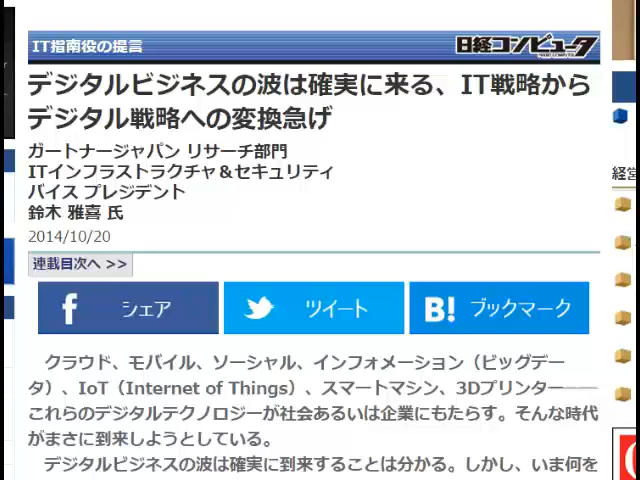 IT指南役の提言
日経コンピュータ
デジタルビジネスの波は確実に来る、IT戦略から
デジタル戦略への変換急げ
ガートナージャパン リサーチ部門
ITインフラストラクチャ＆セキュリティ
バイス プレジデント
鈴木 雅喜 氏
2014/10/20
連載目次へ >>
シェア
ツイート
B! ブックマーク
経営
クラウド、モバイル、ソーシャル、インフォメーション（ビッグデー
タ）、IoT（Internet of Things）、スマートマシン、3Dプリンター――
これらのデジタルテクノロジーが社会あるいは企業にもたらす。そんな時代
がまさに到来しようとしている。
デジタルビジネスの波は確実に到来することは分かる。しかし、いま何を